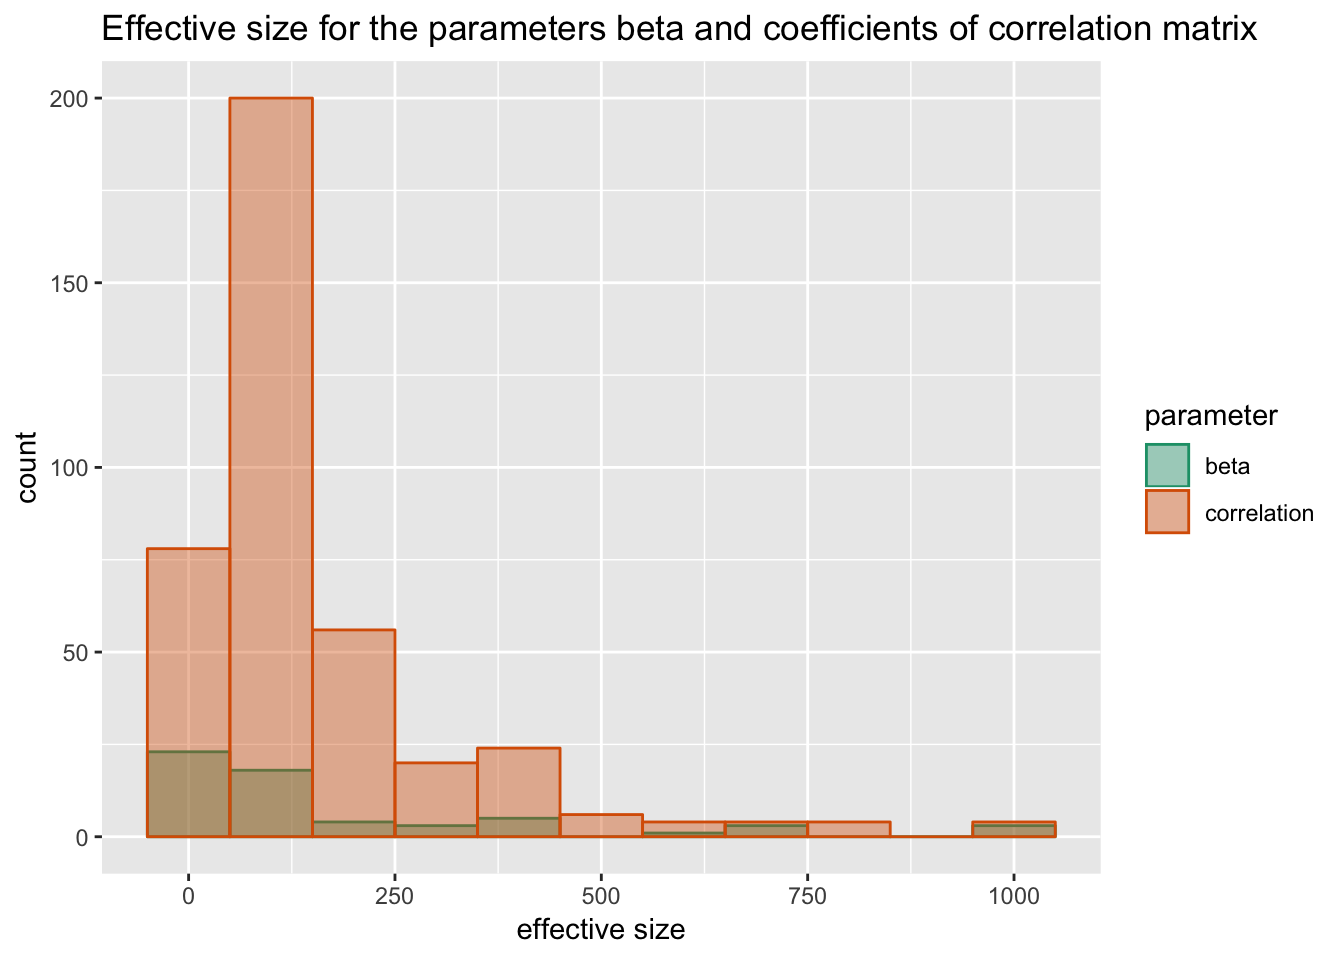 Effective size for the parameters beta and coefficients of correlation matrix
200
150
100
50
0
count
0 250 500 750 1000
effective size
parameter
beta
correlation